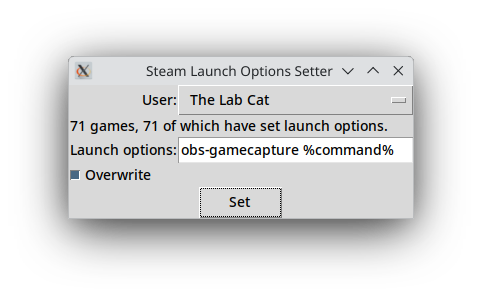 Steam Launch Options Setter
User: The Lab Cat
71 games, 71 of which have set launch options.
Launch options: obs-gamecapture %command%
Overwrite
Set